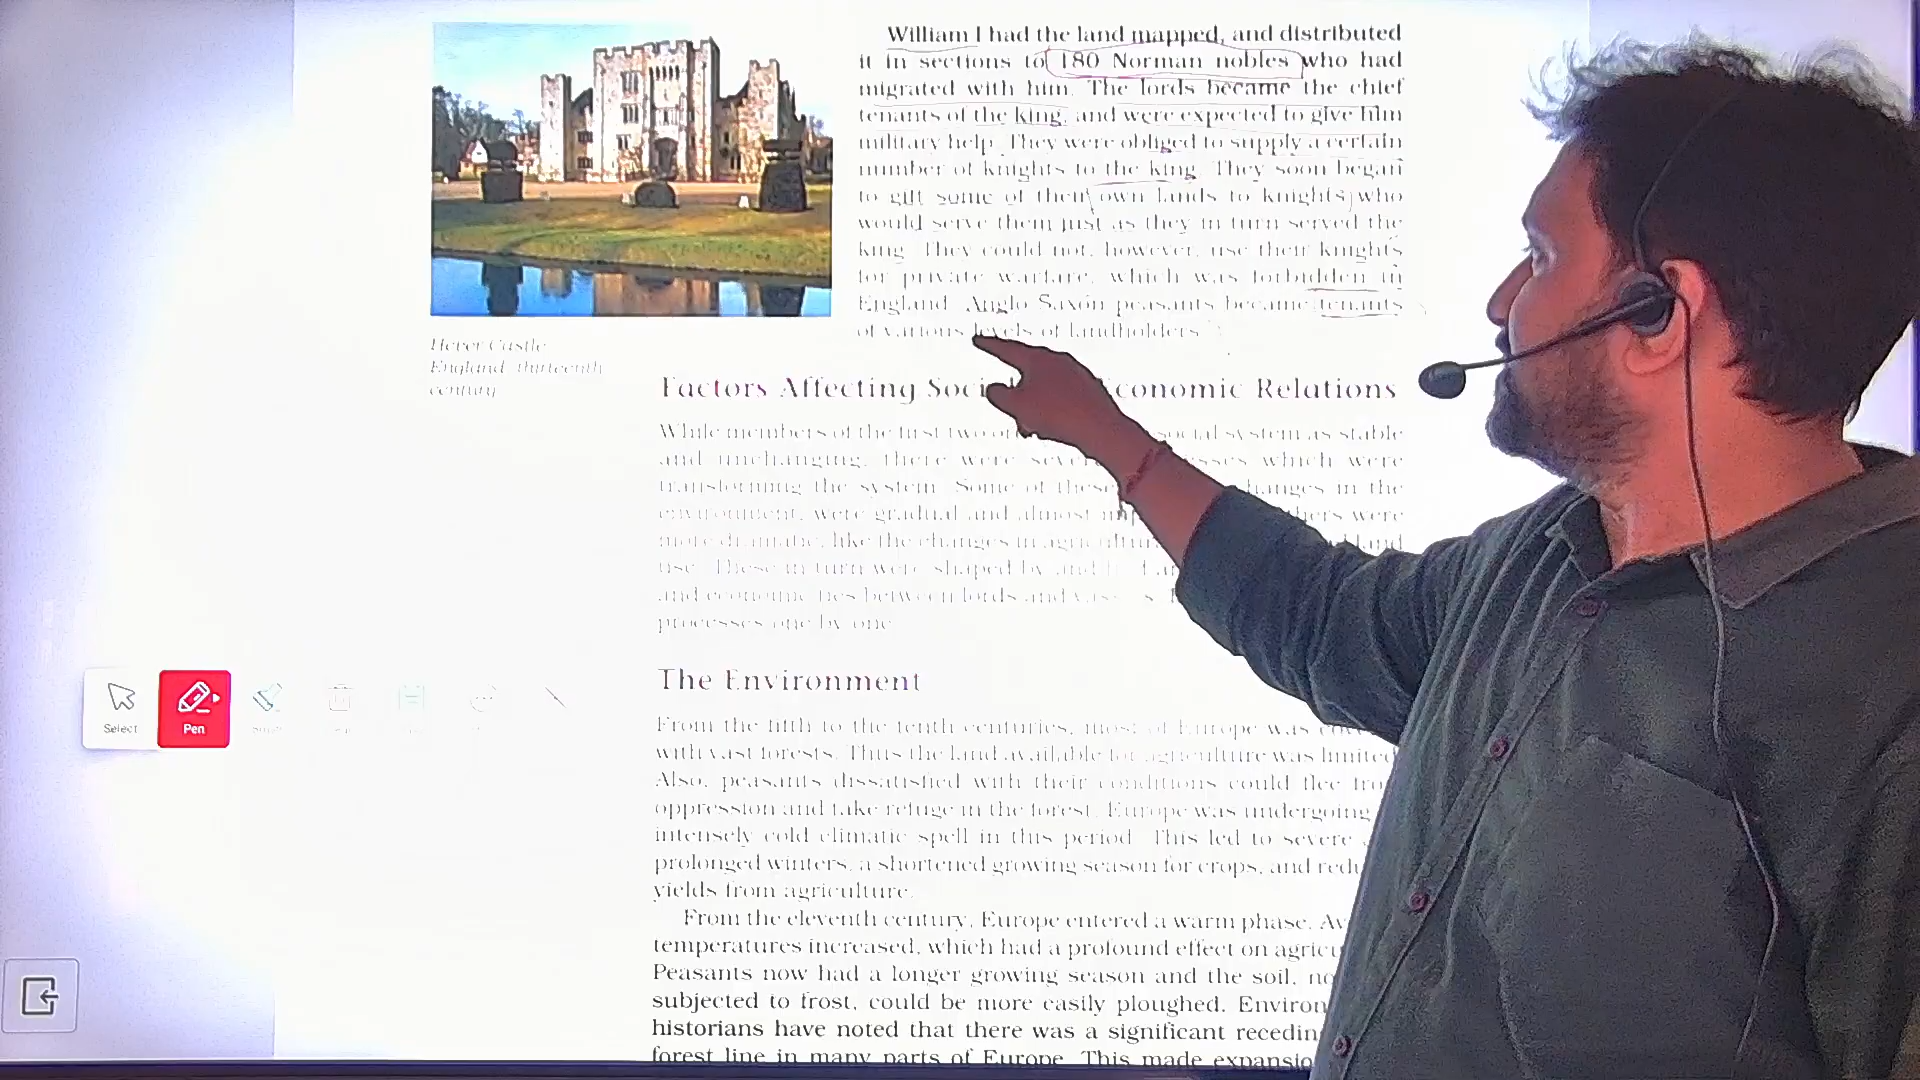 William I had the land mapped, and distributed
it in sections to 180 Norman nobles who had
migrated with him. The lords became the chief
tenants of the king, and were expected to give him
military help. They were obliged to supply a certain
number of knights to the king. They soon began
to gift some of their own lands to knights who
would serve them just as they in turn served the
king. They could not, however, use their knights
for private warfare, which was forbidden in
England. Anglo-Saxon peasants became tenants
of various levels of landholders.
Hever Castle,
England, thirteenth
century.
Factors Affecting Soci Economic Relations
While members of the first two social system as stable
and unchanging, there were which were
transforming the system. Some of these changes in the
environment, were gradual and almost others were
more dramatic, like the changes in land
use. These in turn were shaped by and
and economic ties between lords and
processes one by one.
Select
Pen
The Environment
From the fifth to the tenth centuries, most of Europe was
with vast forests. Thus the land available for agriculture was limited
Also, peasants dissatisfied with their conditions could flee
oppression and take refuge in the forest. Europe was undergoing
intensely cold climatic spell in this period. This led to severe
prolonged winters, a shortened growing season for crops, and
yields from agriculture.
From the eleventh century, Europe entered a warm phase.
temperatures increased, which had a profound effect on
Peasants now had a longer growing season and the soil,
subjected to frost, could be more easily ploughed.
historians have noted that there was a significant
forest line in many parts of Europe. This made